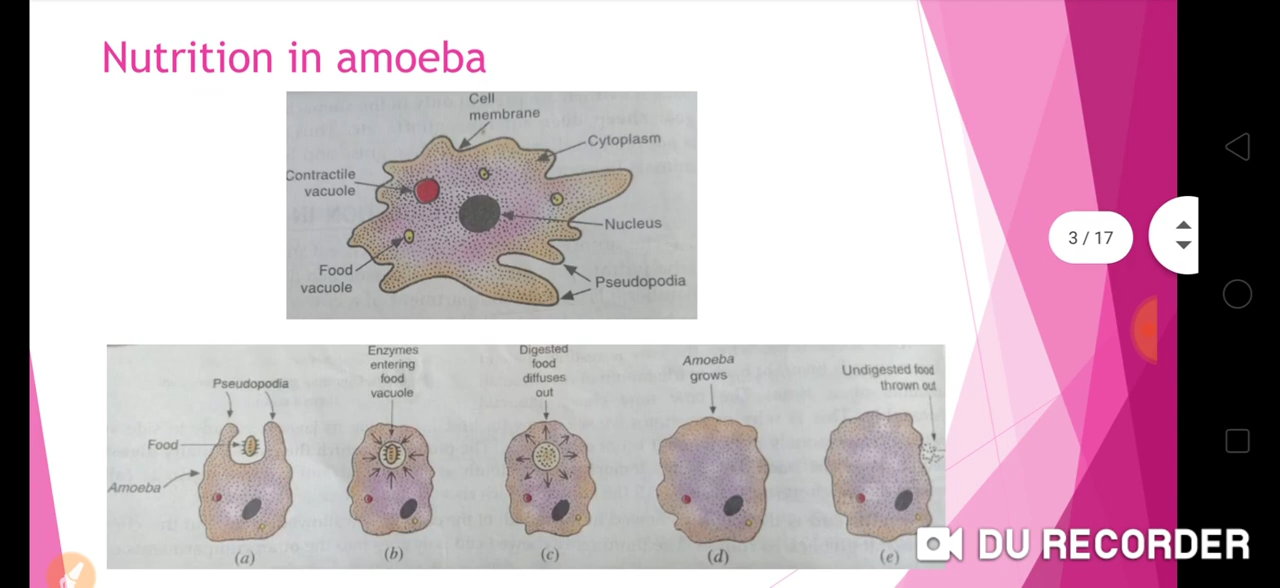 Nutrition in amoeba
Cell
membrane
Cytoplasm
Contractile
vacuole
Nucleus
Food
vacuole
Pseudopodia
3 / 17
Pseudopodia
Food
Amoeba
(a)
Enzymes
entering
food
vacuole
(b)
Digested
food
diffuses
out
(c)
Amoeba
grows
(d)
Undigested food
thrown out
(e)
DU RECORDER